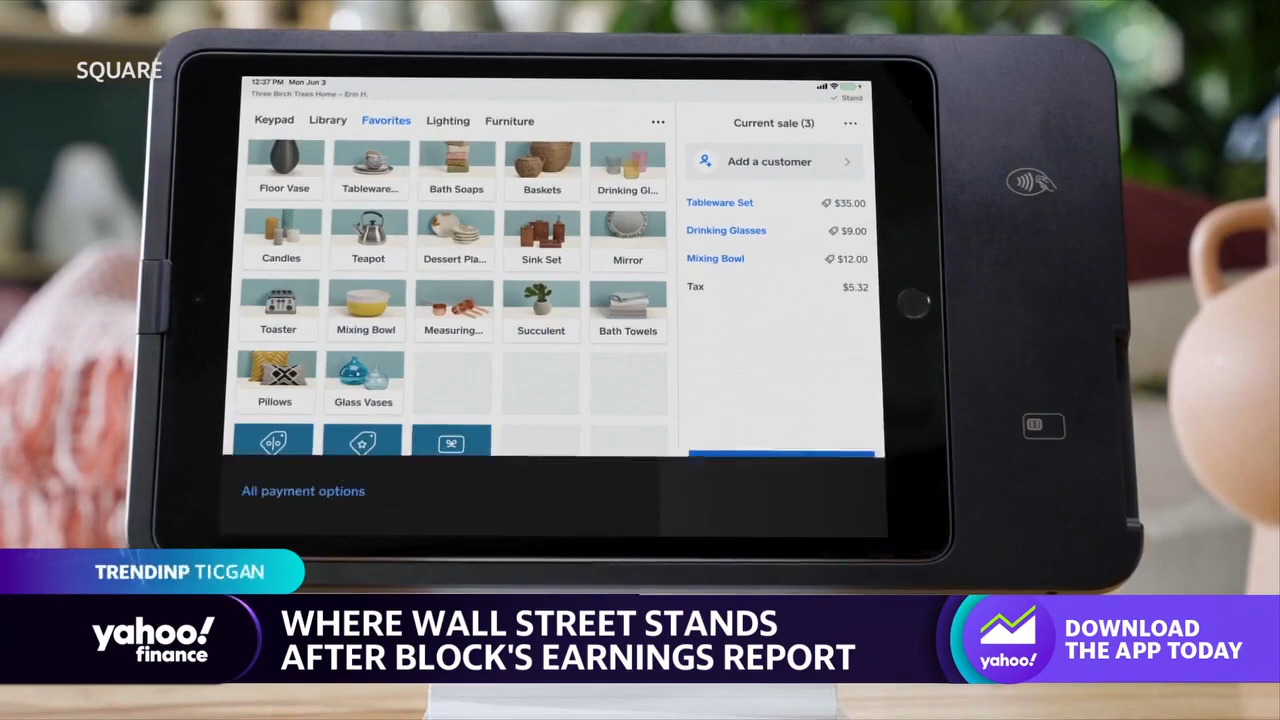 SQUARE
12:37 PM Mon Jun 3
Three Birch Trees Home – Erin H.
Stand
Keypad Library Favorites Lighting Furniture ...
Current sale (3) ...
Add a customer
Floor Vase Tableware... Bath Soaps Baskets Drinking Gl...
Tableware Set $35.00
Drinking Glasses $9.00
Candles Teapot Dessert Pla... Sink Set Mirror
Mixing Bowl $12.00
Tax $5.32
Toaster Mixing Bowl Measuring... Succulent Bath Towels
Pillows Glass Vases
All payment options
TRENDINP TICGAN
yahoo!
finance
WHERE WALL STREET STANDS
AFTER BLOCK'S EARNINGS REPORT
yahoo!
DOWNLOAD
THE APP TODAY